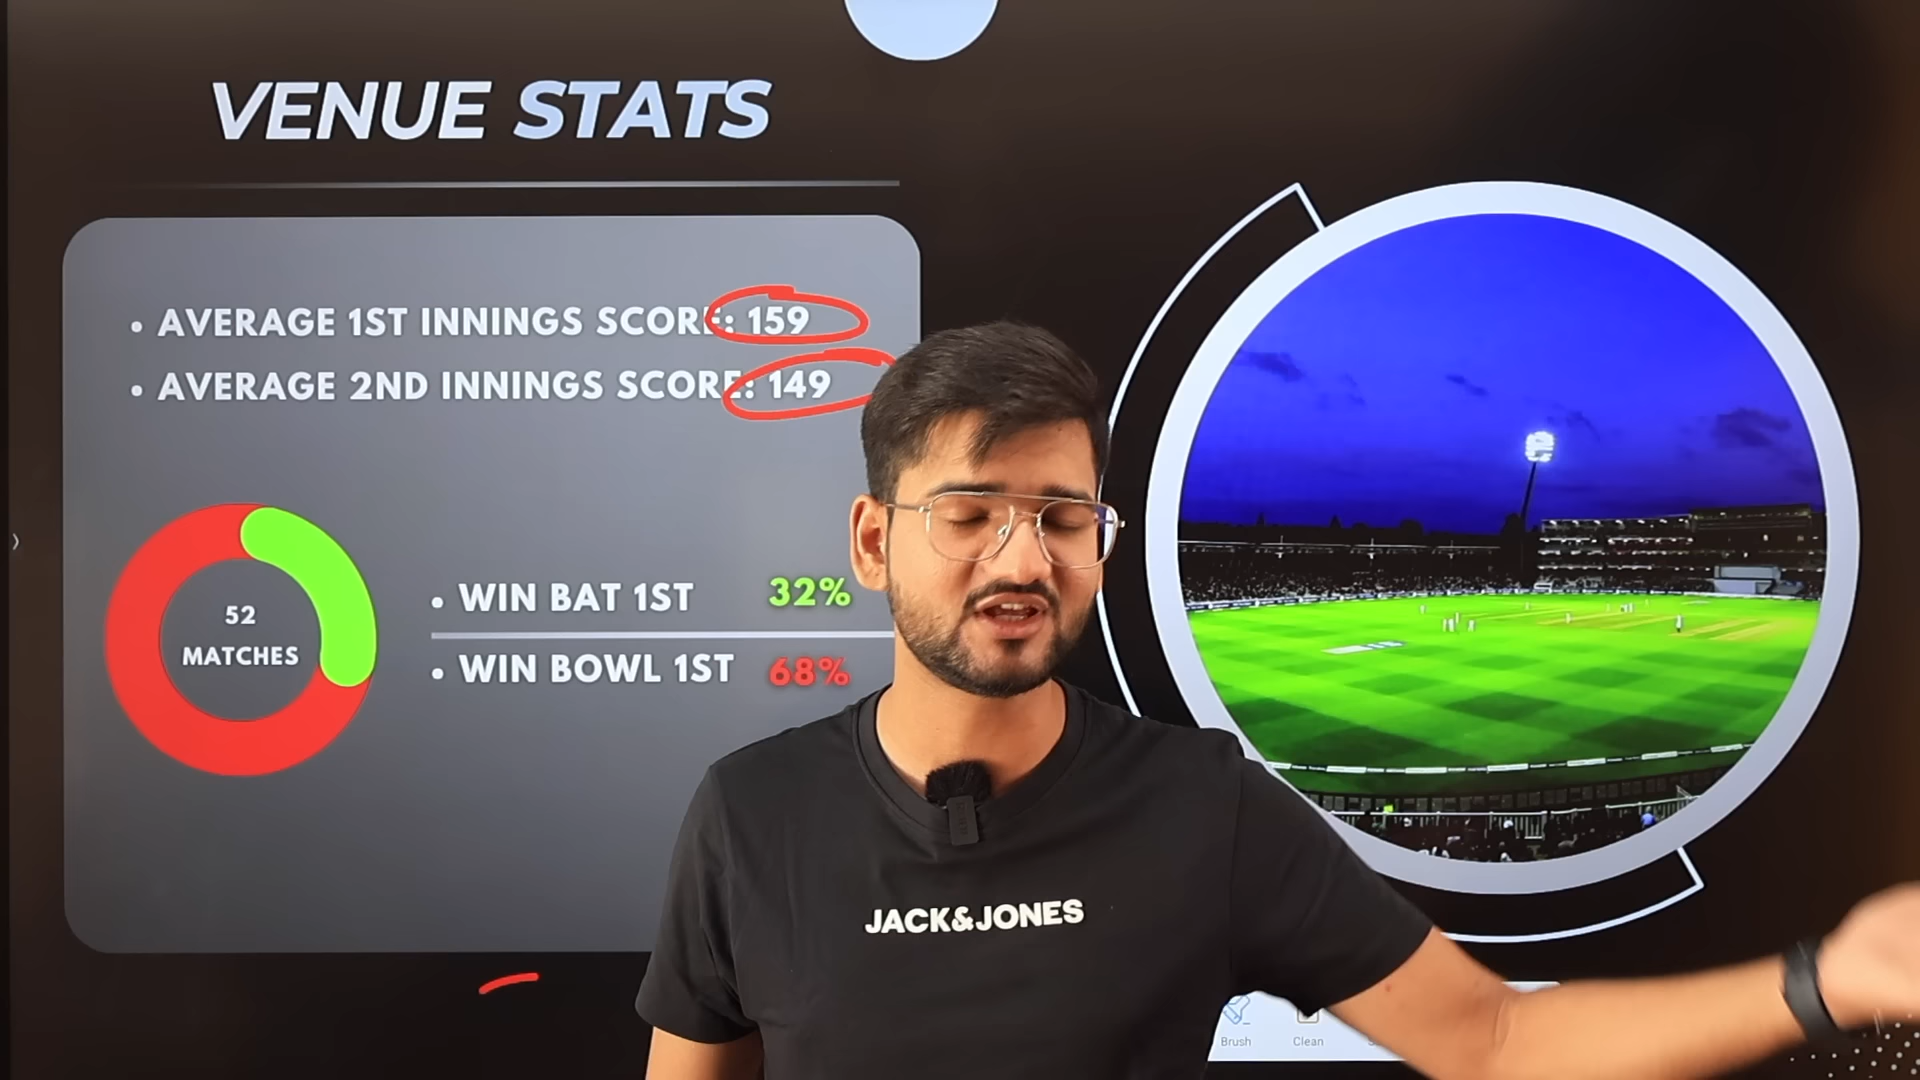 VENUE STATS
• AVERAGE 1ST INNINGS SCORE: 159
• AVERAGE 2ND INNINGS SCORE: 149
52
MATCHES
• WIN BAT 1ST 32%
• WIN BOWL 1ST 68%
JACK&JONES
Brush
Clean